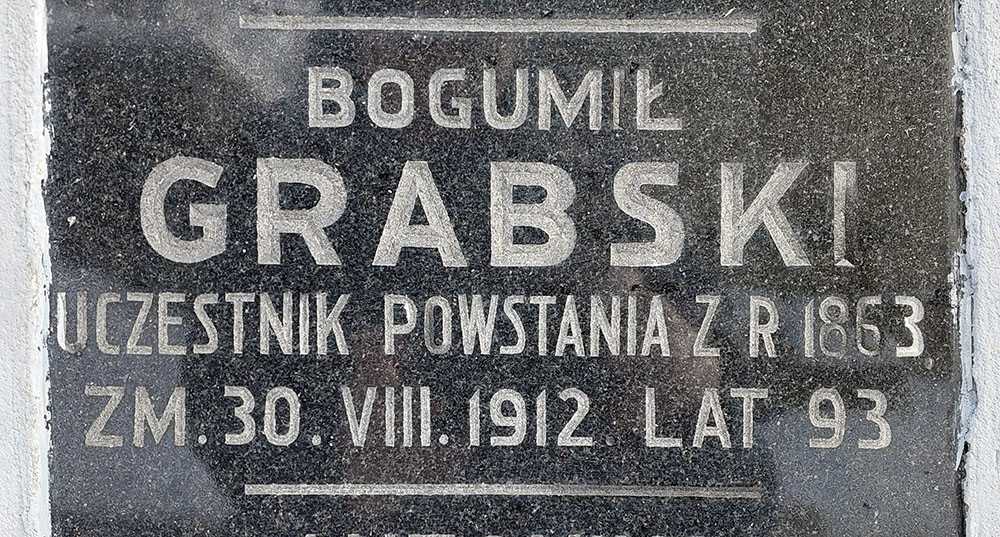 BOGUMIŁ
GRABSKI
UCZESTNIK POWSTANIA Z R 1863.
ZM. 30. VIII. 1912. LAT 93